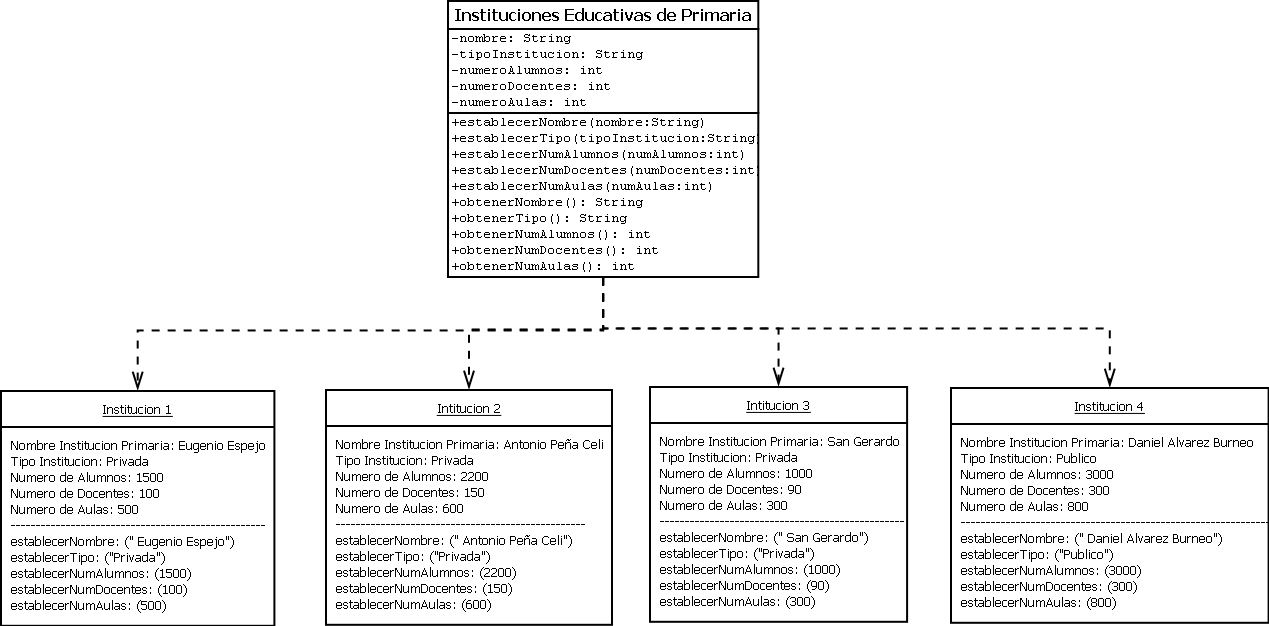 Instituciones Educativas de Primaria
-nombre: String
-tipoInstitucion: String
-numeroAlumnos: int
-numeroDocentes: int
-numeroAulas: int
+establecerNombre(nombre:String)
+establecerTipo(tipoInstitucion:String)
+establecerNumAlumnos(numAlumnos:int)
+establecerNumDocentes(numDocentes:int)
+establecerNumAulas(numAulas:int)
+obtenerNombre(): String
+obtenerTipo(): String
+obtenerNumAlumnos(): int
+obtenerNumDocentes(): int
+obtenerNumAulas(): int
Institucion 1
Nombre Institucion Primaria: Eugenio Espejo
Tipo Institucion: Privada
Numero de Alumnos: 1500
Numero de Docentes: 100
Numero de Aulas: 500
establecerNombre: (" Eugenio Espejo")
establecerTipo: ("Privada")
establecerNumAlumnos: (1500)
establecerNumDocentes: (100)
establecerNumAulas: (500)
Intitucion 2
Nombre Institucion Primaria: Antonio Peña Celi
Tipo Institucion: Privada
Numero de Alumnos: 2200
Numero de Docentes: 150
Numero de Aulas: 600
establecerNombre: (" Antonio Peña Celi")
establecerTipo: ("Privada")
establecerNumAlumnos: (2200)
establecerNumDocentes: (150)
establecerNumAulas: (600)
Intitucion 3
Nombre Institucion Primaria: San Gerardo
Tipo Institucion: Privada
Numero de Alumnos: 1000
Numero de Docentes: 90
Numero de Aulas: 300
establecerNombre: (" San Gerardo")
establecerTipo: ("Privada")
establecerNumAlumnos: (1000)
establecerNumDocentes: (90)
establecerNumAulas: (300)
Institucion 4
Nombre Institucion Primaria: Daniel Alvarez Burneo
Tipo Institucion: Publico
Numero de Alumnos: 3000
Numero de Docentes: 300
Numero de Aulas: 800
establecerNombre: (" Daniel Alvarez Burneo")
establecerTipo: ("Publico")
establecerNumAlumnos: (3000)
establecerNumDocentes: (300)
establecerNumAulas: (800)